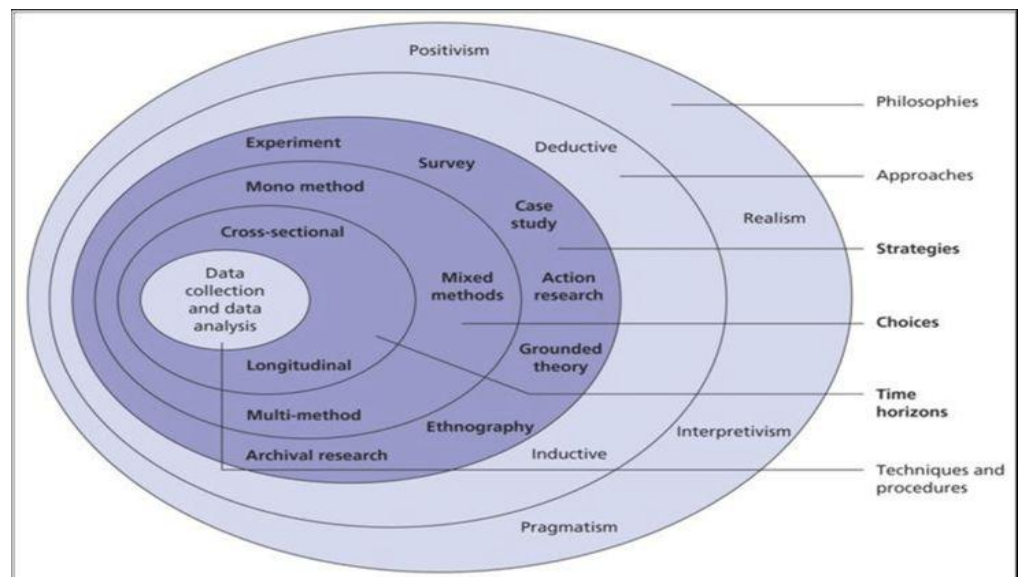 Positivism
Philosophies
Experiment
Deductive
Survey
Approaches
Mono method
Case
study
Realism
Cross-sectional
Strategies
Data
collection
and data
analysis
Mixed
methods
Action
research
Choices
Grounded
theory
Longitudinal
Time
horizons
Multi-method
Ethnography
Interpretivism
Archival research
Inductive
Techniques and
procedures
Pragmatism